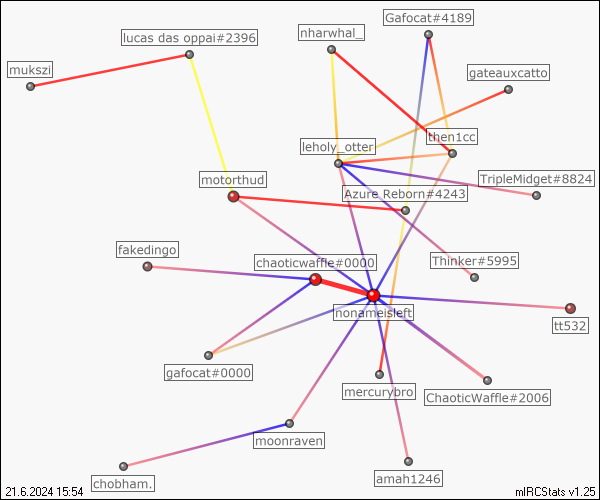 Gafocat#4189
nharwhal_
lucas das oppai#2396
mukszi
gateauxcatto
then1cc
leholy_otter
motorthud
TripleMidget#8824
Azure Reborn#4243
fakedingo
chaoticwaffle#0000
Thinker#5995
nonameisleft
tt532
gafocat#0000
mercurybro
ChaoticWaffle#2006
moonraven
chobham.
amah1246
21.6.2024 15:54
mIRCStats v1.25